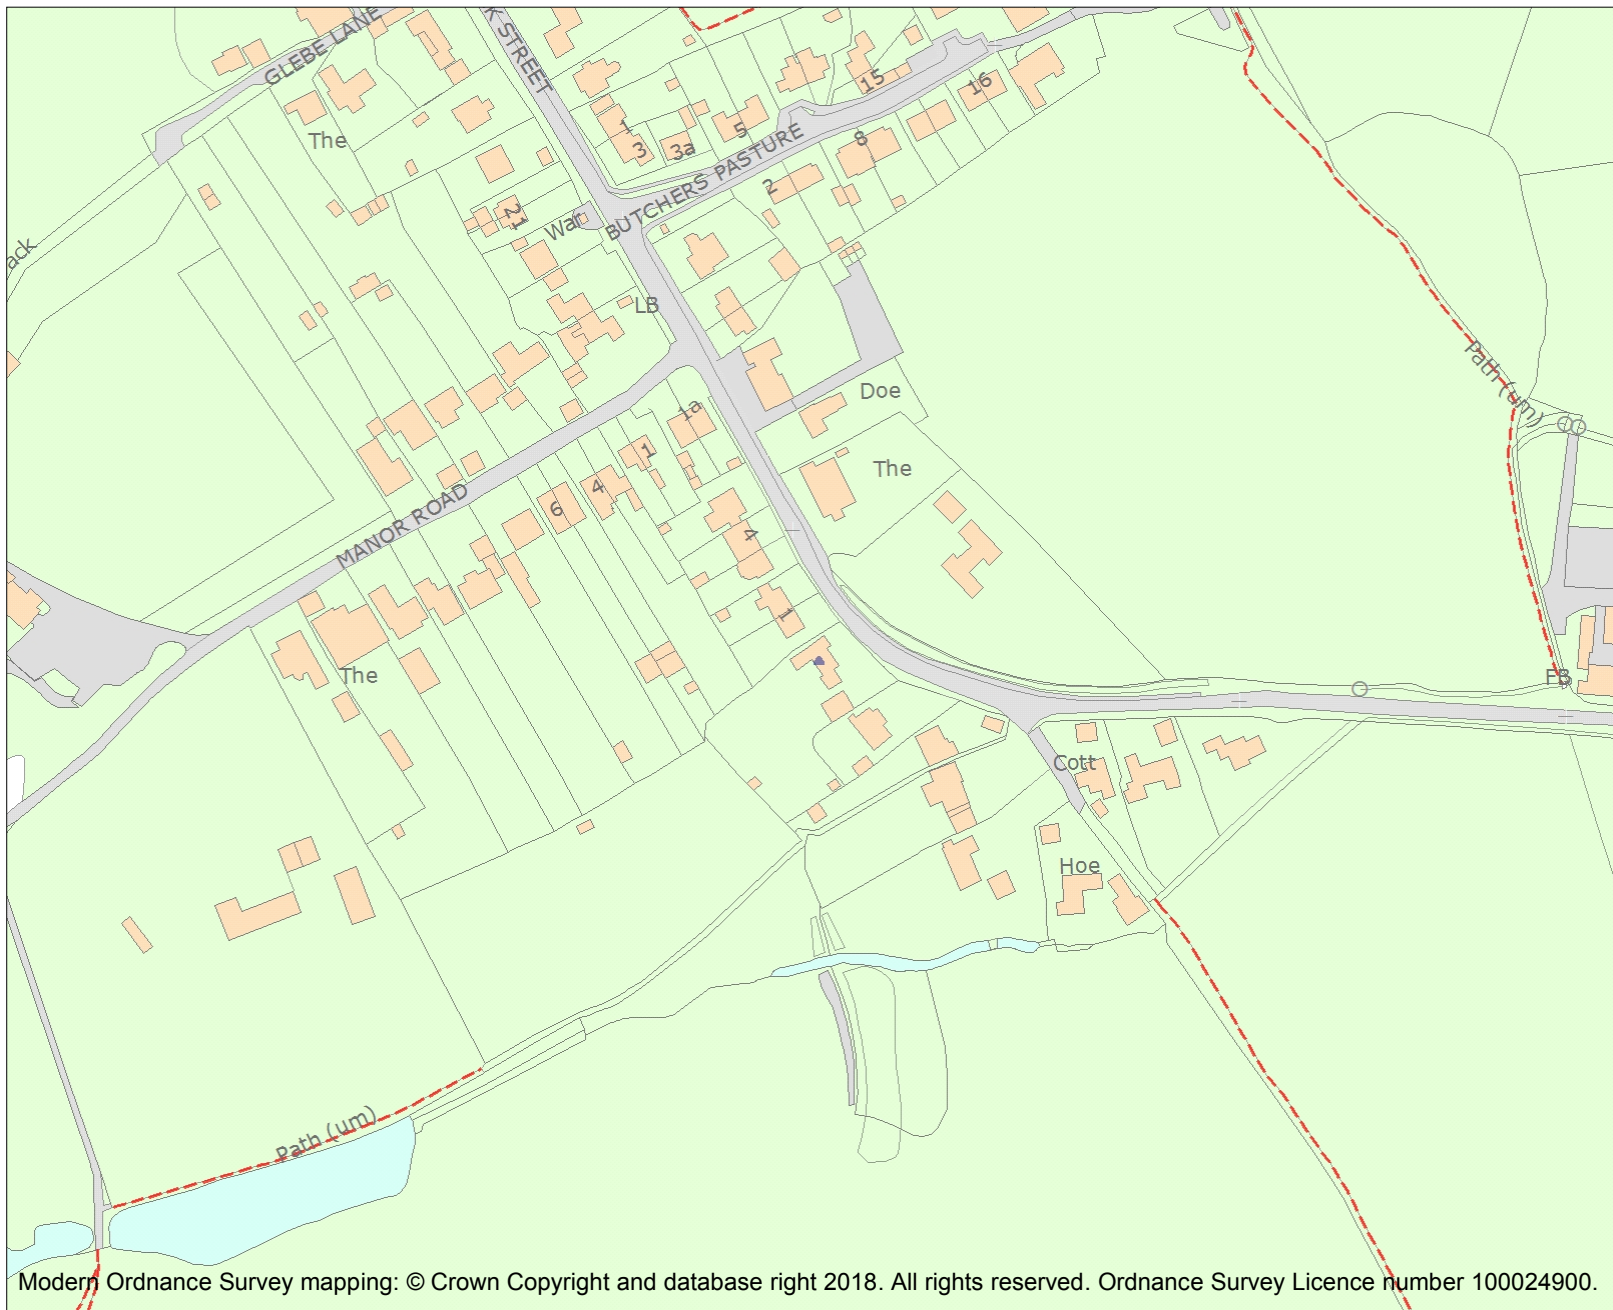 GLEBE LANE
K STREET
The
15
16
1
3
3a
5
8
BUTCHERS PASTURE
2
21
War
ack
LB
Doe
1a
The
1
4
6
MANOR ROAD
4
1
The
Path (um)
FB
Cott
Hoe
Path (um)
Modern Ordnance Survey mapping: © Crown Copyright and database right 2018. All rights reserved. Ordnance Survey Licence number 100024900.